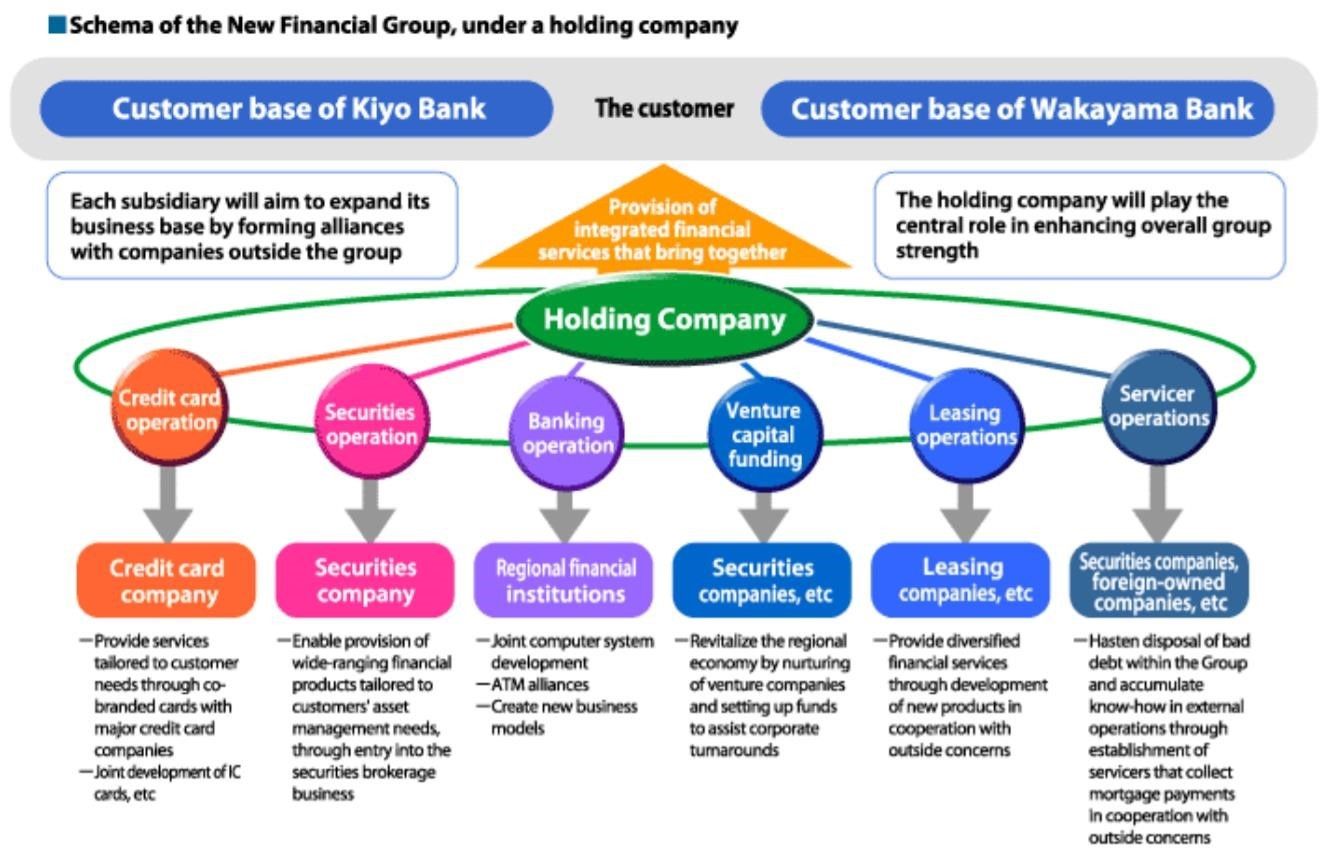 Schema of the New Financial Group, under a holding company
Customer base of Kiyo Bank
The customer
Customer base of Wakayama Bank
Each subsidiary will aim to expand its
business base by forming alliances
with companies outside the group
Provision of
integrated financial
services that bring together
The holding company will play the
central role in enhancing overall group
strength
Holding Company
Credit card
operation
Securities
operation
Banking
operation
Venture
capital
funding
Leasing
operations
Servicer
operations
Credit card
company
Securities
company
Regional financial
institutions
Securities
companies, etc
Leasing
companies, etc
Securities companies,
foreign-owned
companies, etc
—Provide services
tailored to customer
needs through co-
branded cards with
major credit card
companies
—Joint development of IC
cards, etc
—Enable provision of
wide-ranging financial
products tailored to
customers' asset
management needs,
through entry into the
securities brokerage
business
—Joint computer system
development
—ATM alliances
—Create new business
models
—Revitalize the regional
economy by nurturing
of venture companies
and setting up funds
to assist corporate
turnarounds
—Provide diversified
financial services
through development
of new products in
cooperation with
outside concerns
—Hasten disposal of bad
debt within the Group
and accumulate
know-how in external
operations through
establishment of
servicers that collect
mortgage payments
in cooperation with
outside concerns